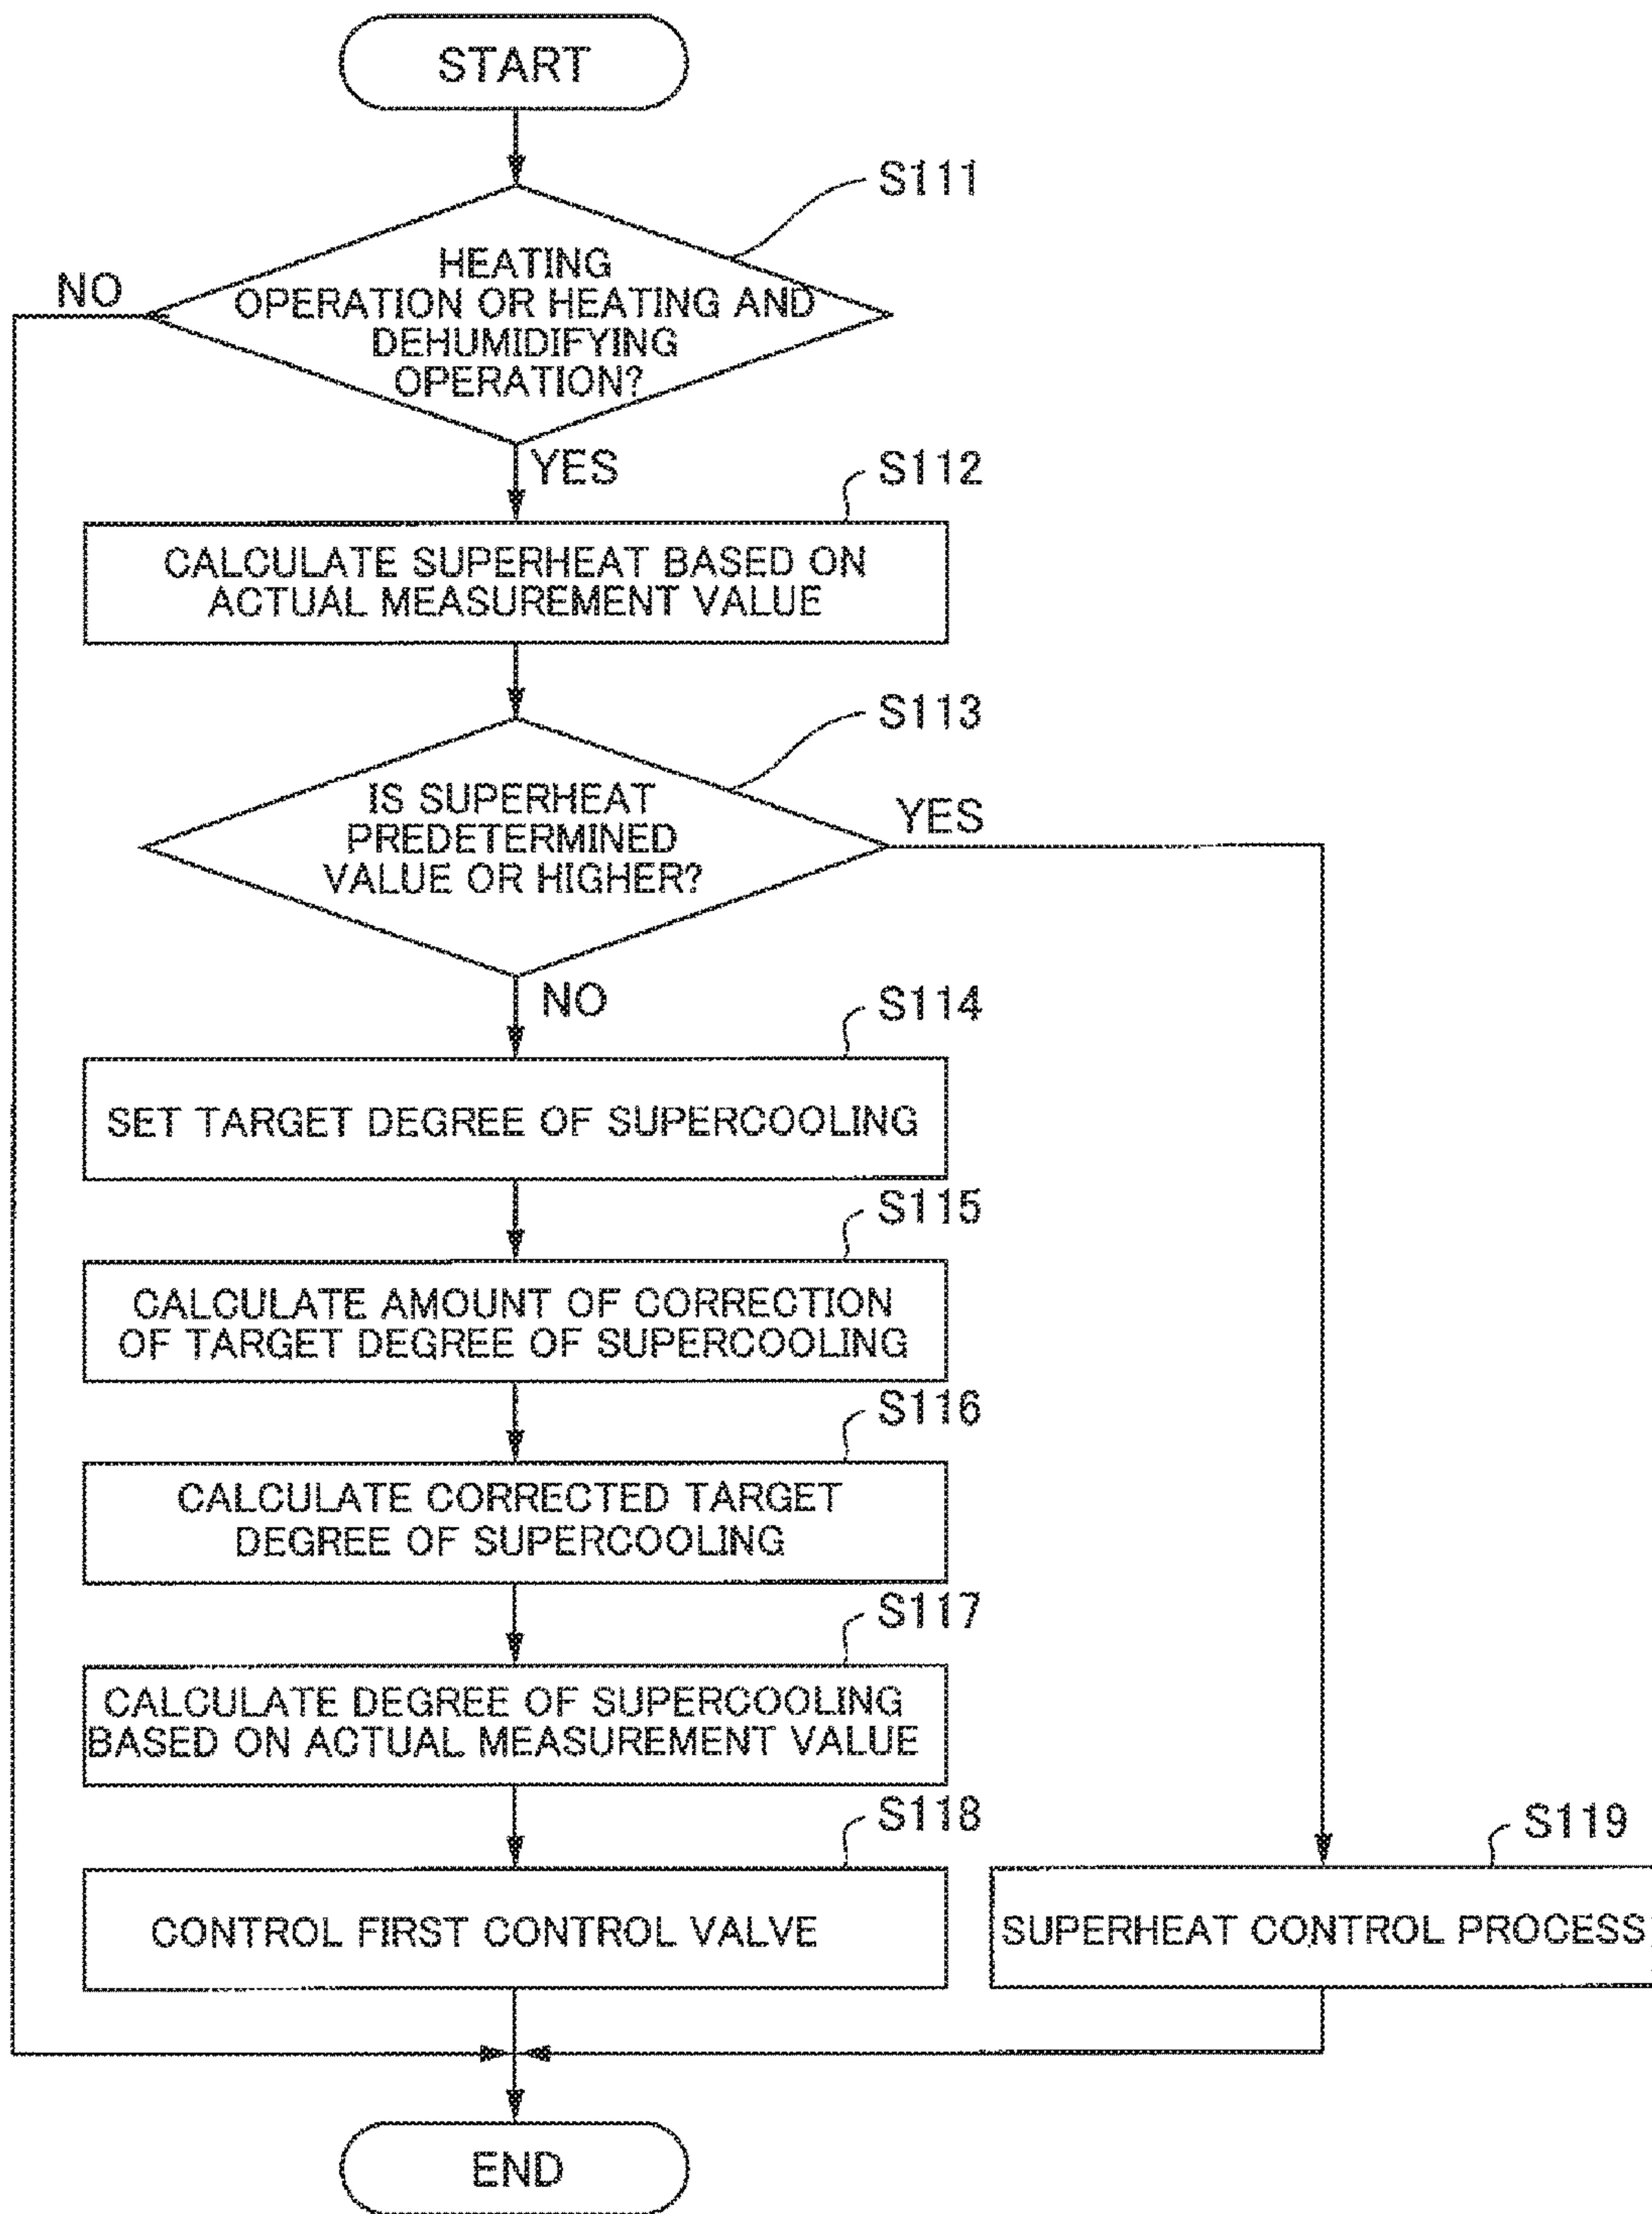 START
S111
HEATING
OPERATION OR HEATING AND
DEHUMIDIFYING
OPERATION?
NO
YES
S112
CALCULATE SUPERHEAT BASED ON
ACTUAL MEASUREMENT VALUE
S113
IS SUPERHEAT
PREDETERMINED
VALUE OR HIGHER?
YES
NO
S114
SET TARGET DEGREE OF SUPERCOOLING
S115
CALCULATE AMOUNT OF CORRECTION
OF TARGET DEGREE OF SUPERCOOLING
S116
CALCULATE CORRECTED TARGET
DEGREE OF SUPERCOOLING
S117
CALCULATE DEGREE OF SUPERCOOLING
BASED ON ACTUAL MEASUREMENT VALUE
S118
CONTROL FIRST CONTROL VALVE
S119
SUPERHEAT CONTROL PROCESS
END